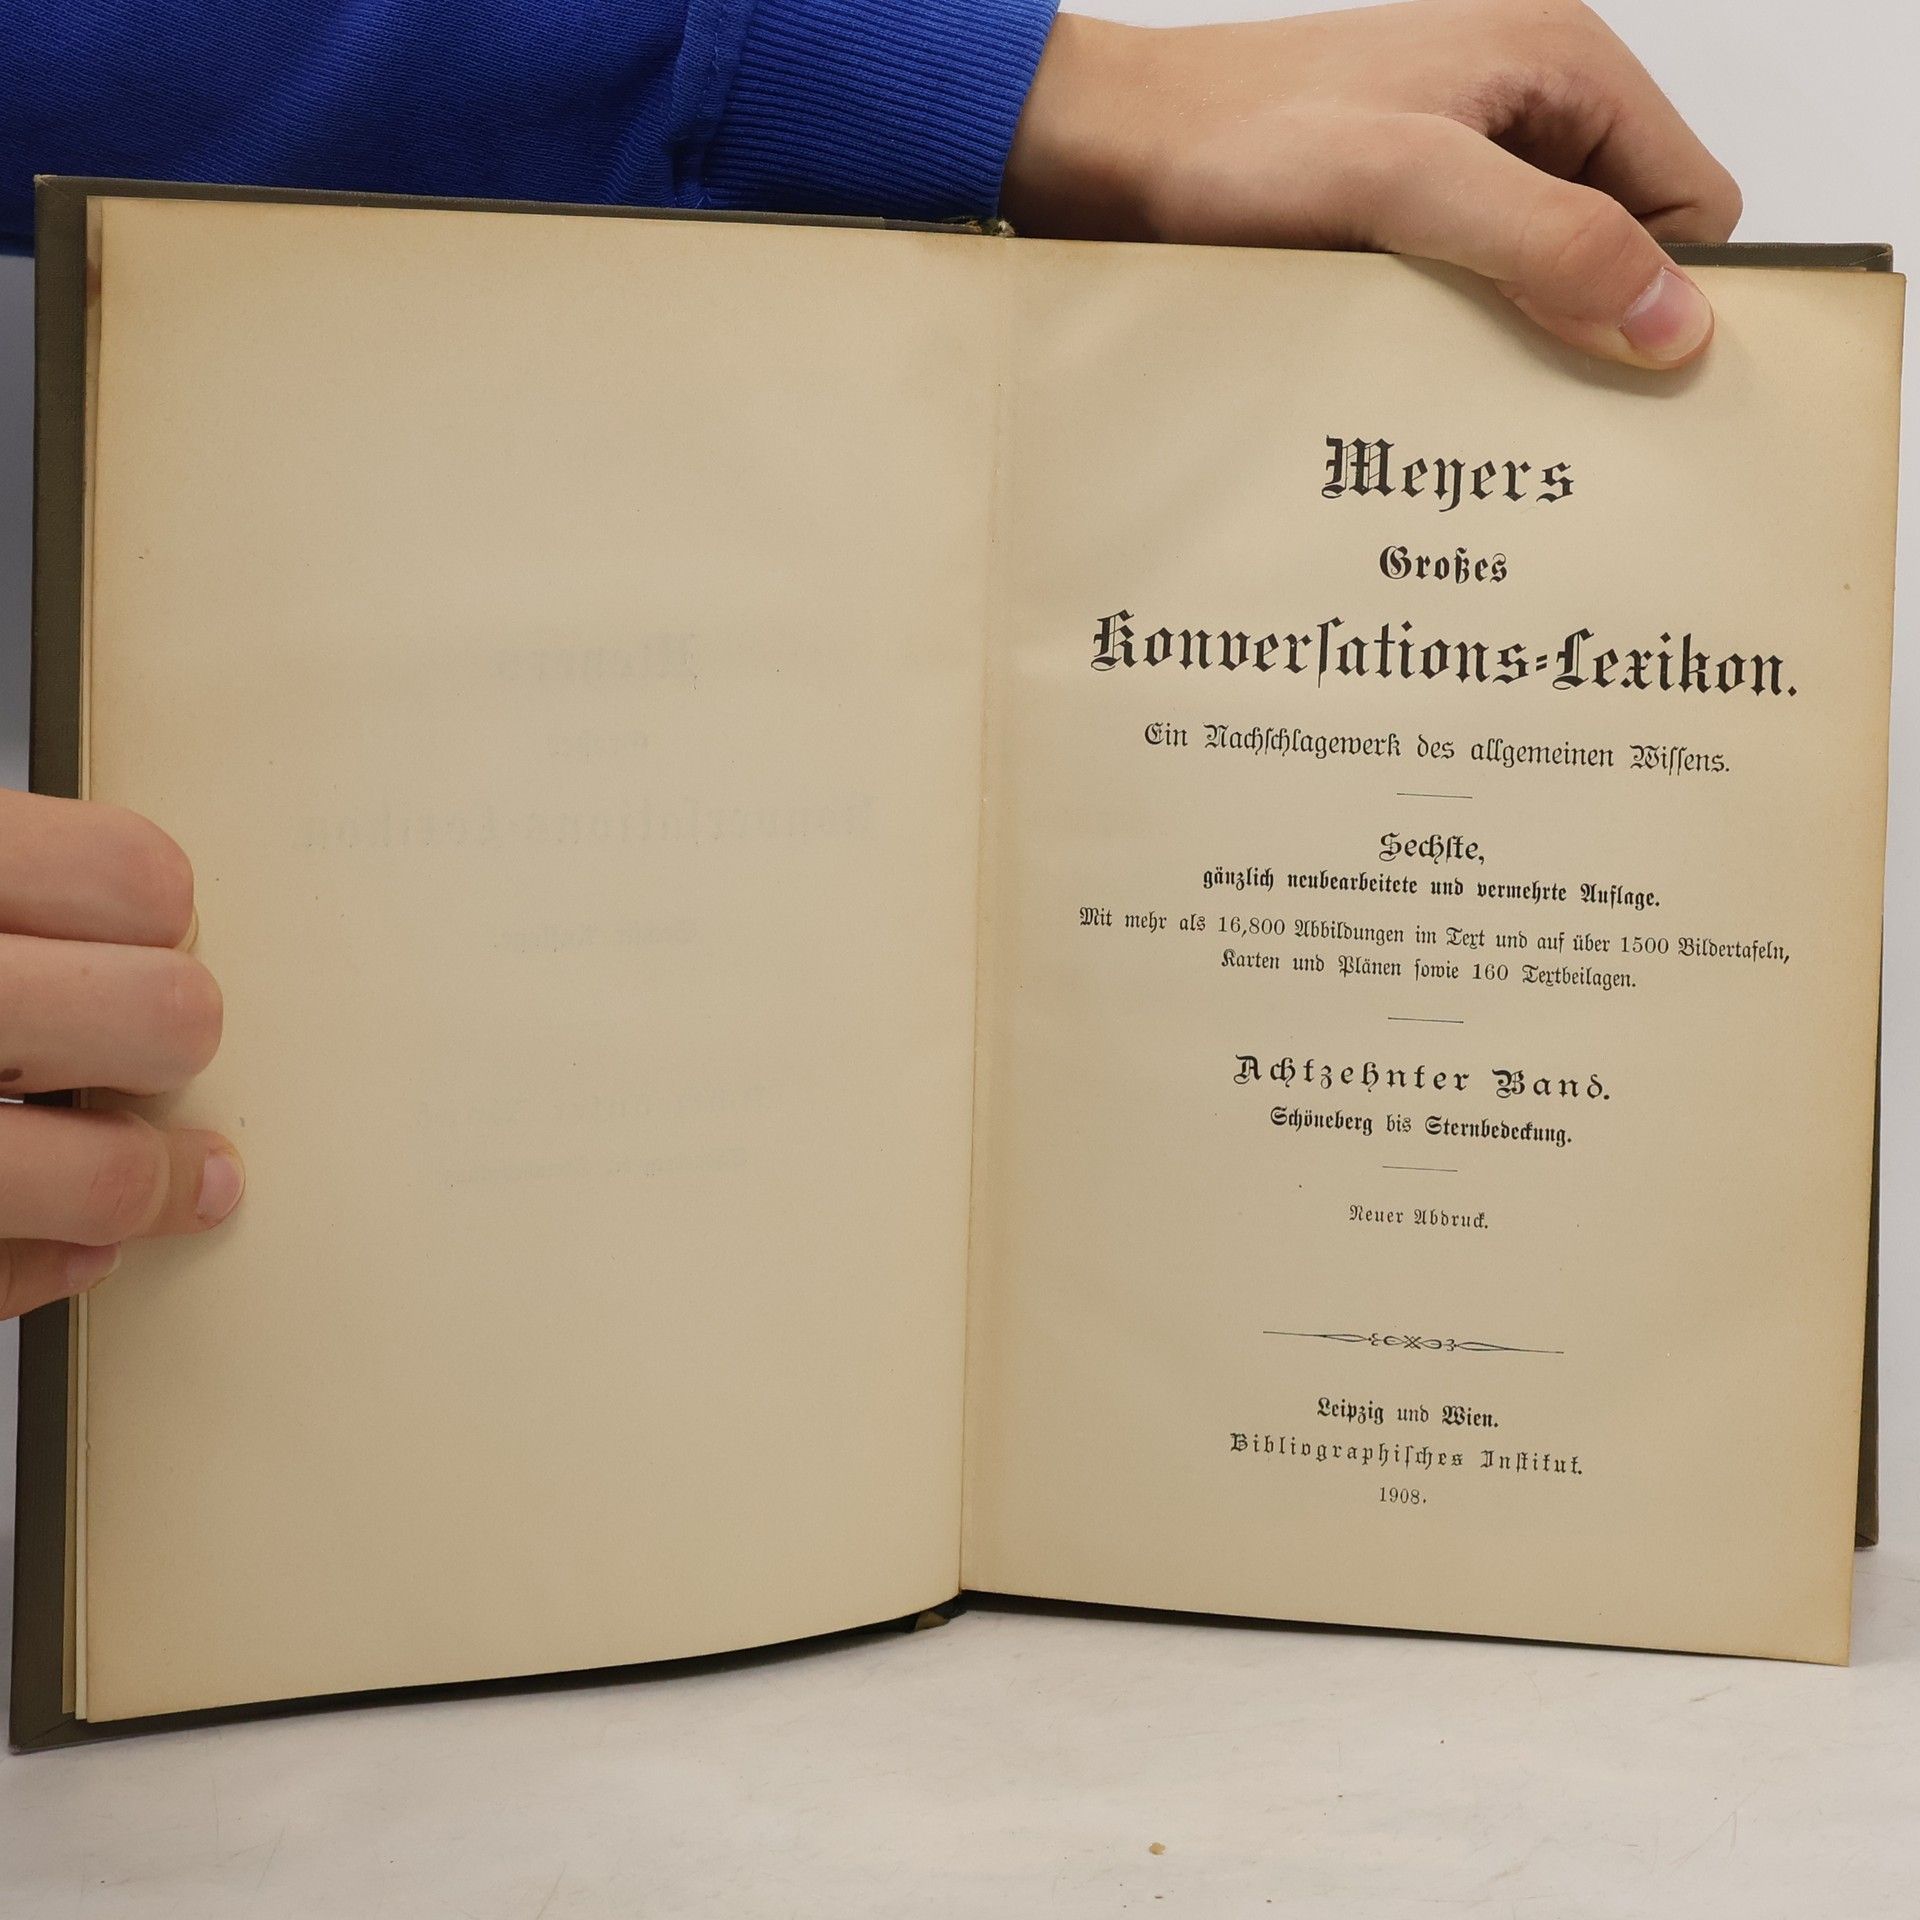 Meyers
Großes
Konverſations=Lexikon.
Ein Nachſchlagewerk des allgemeinen Wiſſens.
Sechſte,
gänzlich neubearbeitete und vermehrte Auflage.
Mit mehr als 16,800 Abbildungen im Text und auf über 1500 Bildertafeln,
Karten und Plänen ſowie 160 Textbeilagen.
Achtzehnter Band.
Schöneberg bis Sternbedeckung.
Neuer Abdruck.
Leipzig und Wien.
Bibliographiſches Inſtitut.
1908.